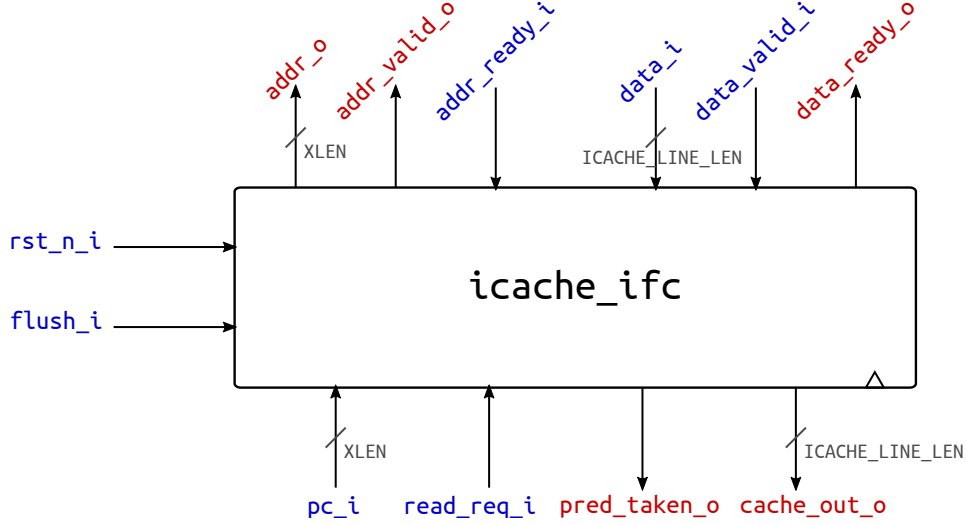 addr_o
addr_valid_o
addr_ready_i
data_i
data_valid_i
data_ready_o
XLEN
ICACHE_LINE_LEN
rst_n_i
icache_ifc
flush_i
XLEN
ICACHE_LINE_LEN
pc_i
read_req_i
pred_taken_o
cache_out_o